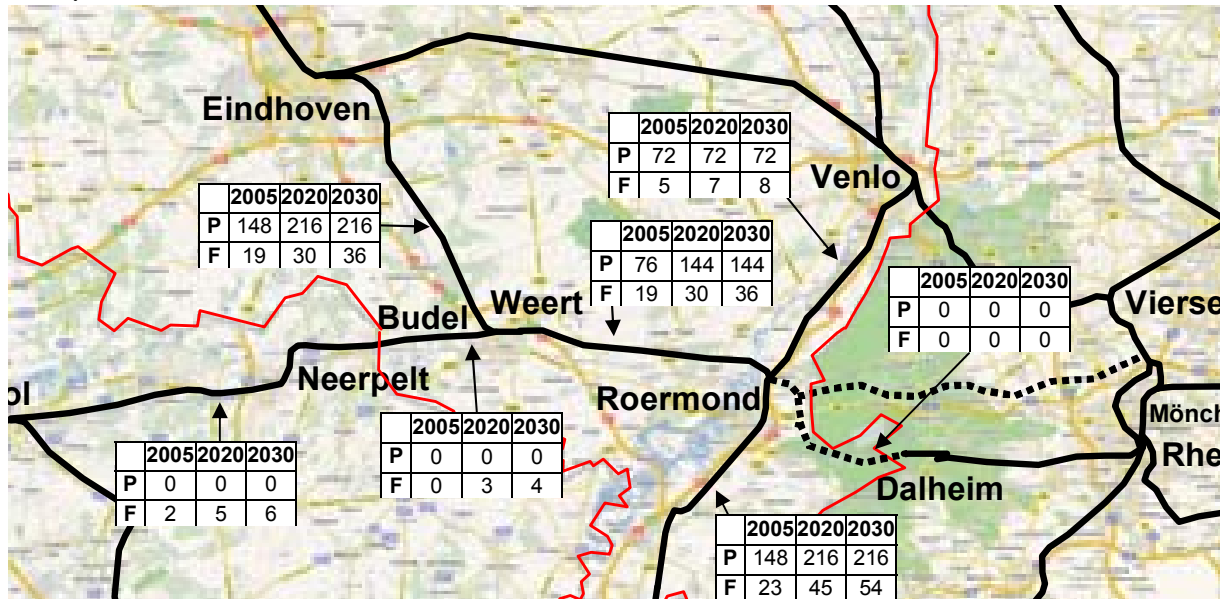 Eindhoven
2005 2020 2030
P 72 72 72
F 5 7 8
Venlo
2005 2020 2030
P 148 216 216
F 19 30 36
2005 2020 2030
P 76 144 144
F 19 30 36
2005 2020 2030
P 0 0 0
F 0 0 0
Weert
Budel
Vierse
Neerpelt
ol
Roermond
Mönch
Rhe
2005 2020 2030
P 0 0 0
F 0 3 4
2005 2020 2030
P 0 0 0
F 2 5 6
Dalheim
2005 2020 2030
P 148 216 216
F 23 45 54